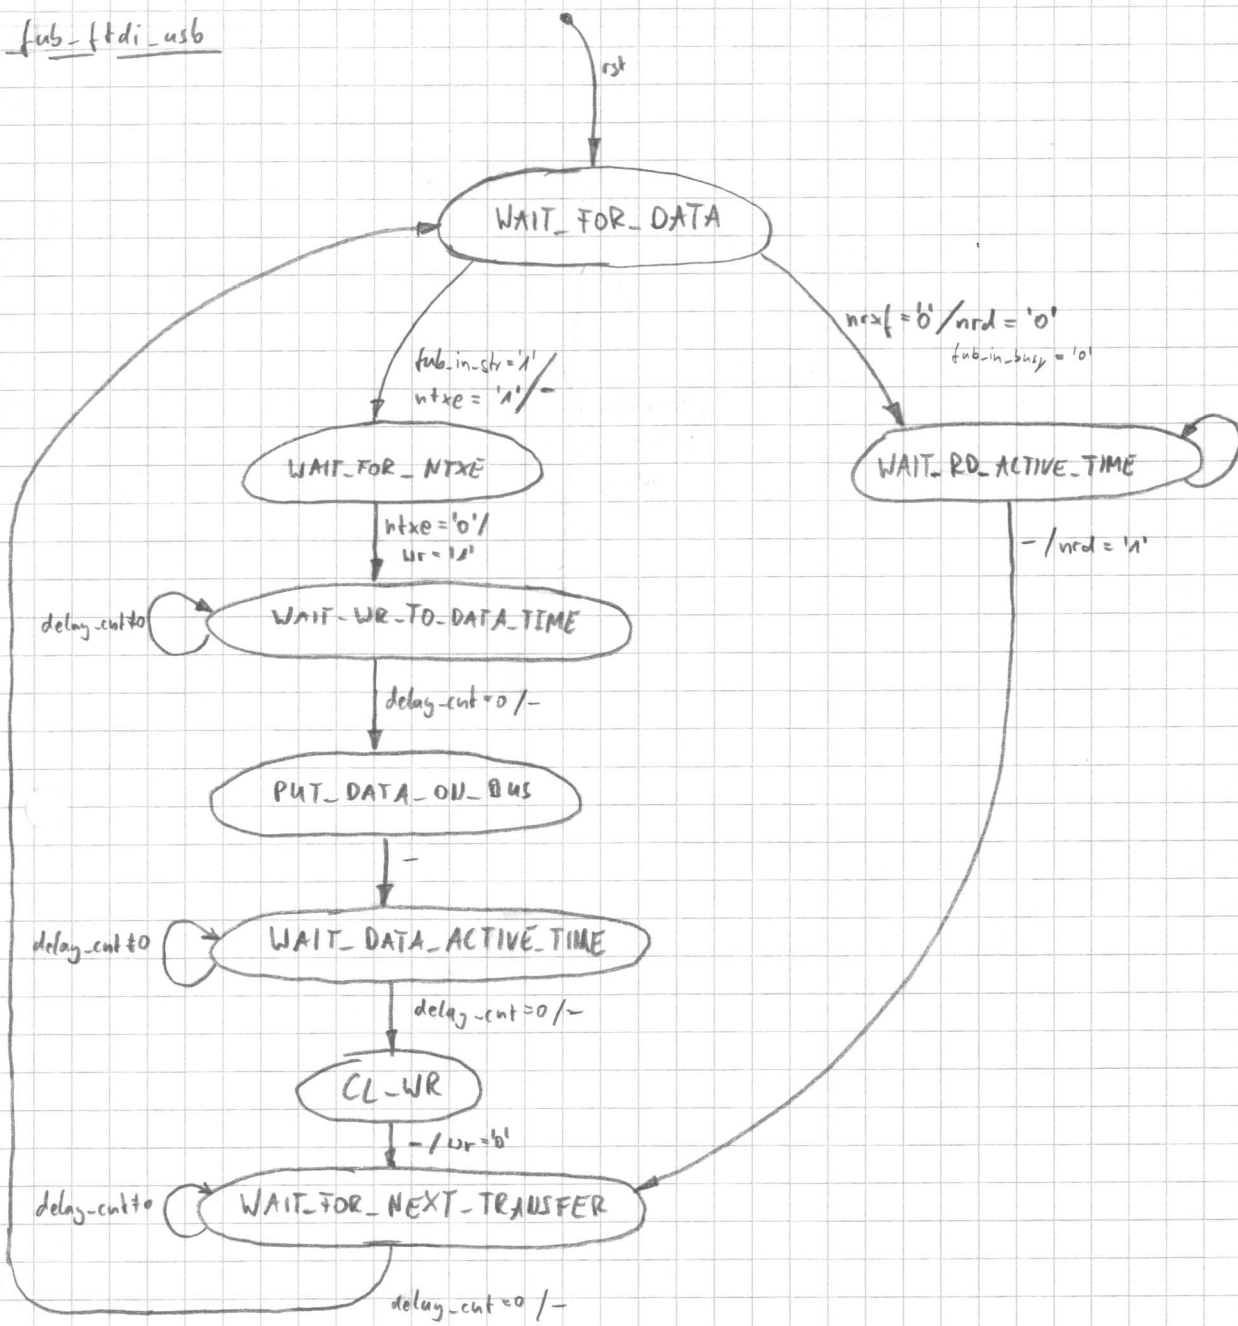 fub_ftdi_usb
rst
WAIT_FOR_DATA
nrxf='0'/nrd='0'
fub_in_busy='0'
fub_in_str='1'/
ntxe='1'/-
WAIT_FOR_NTXE
WAIT_RD_ACTIVE_TIME
ntxe='0'/
wr='1'
-/nrd='1'
delay_cnt≠0
WAIT_WR_TO_DATA_TIME
delay_cnt=0/-
PUT_DATA_ON_BUS
-
delay_cnt≠0
WAIT_DATA_ACTIVE_TIME
delay_cnt=0/-
CL_WR
-/wr='0'
delay_cnt≠0
WAIT_FOR_NEXT_TRANSFER
delay_cnt=0/-